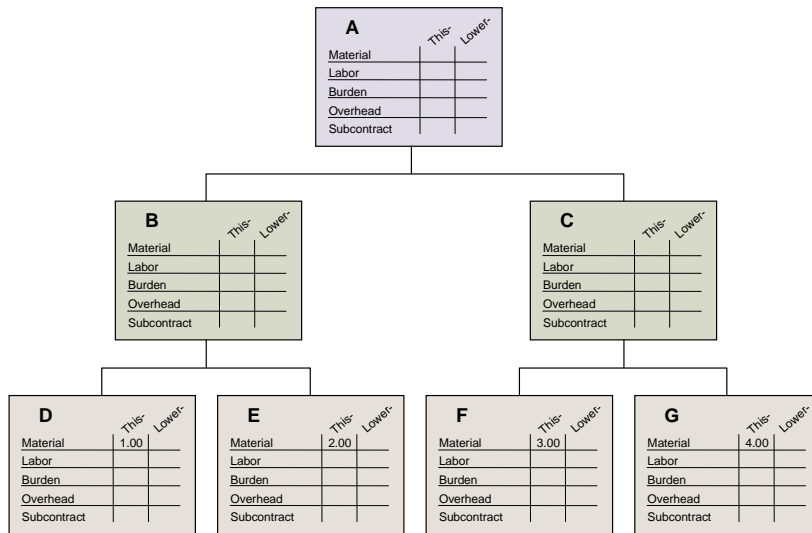 A This- Lower-
Material
Labor
Burden
Overhead
Subcontract
B This- Lower-
Material
Labor
Burden
Overhead
Subcontract
C This- Lower-
Material
Labor
Burden
Overhead
Subcontract
D This- Lower-
Material 1.00
Labor
Burden
Overhead
Subcontract
E This- Lower-
Material 2.00
Labor
Burden
Overhead
Subcontract
F This- Lower-
Material 3.00
Labor
Burden
Overhead
Subcontract
G This- Lower-
Material 4.00
Labor
Burden
Overhead
Subcontract